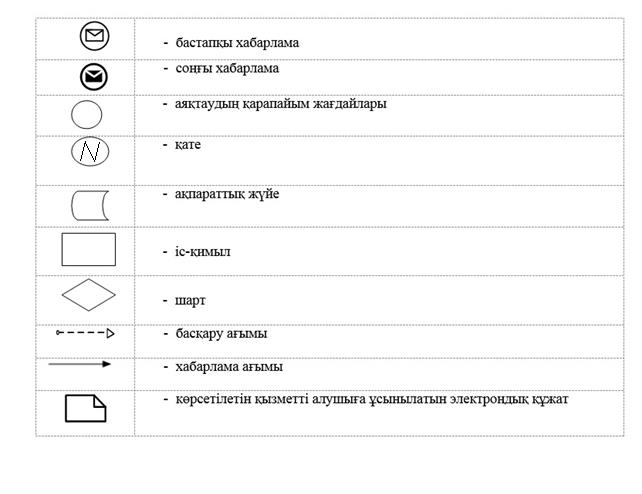 - бастапқы хабарлама
- соңғы хабарлама
- аяқтаудың қарапайым жағдайлары
- қате
- ақпараттық жүйе
- іс-қимыл
- шарт
- басқару ағымы
- хабарлама ағымы
- көрсетілетін қызметті алушыға ұсынылатын электрондық құжат